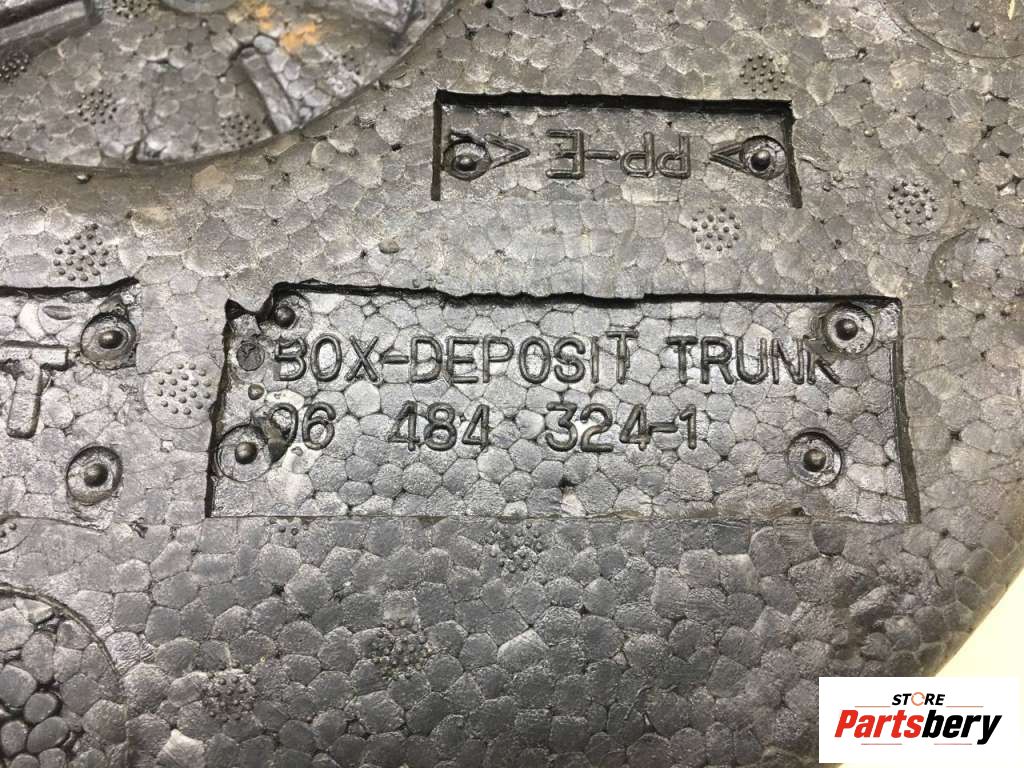 >PP-E<
BOX-DEPOSIT TRUNK
96 484 324-1
T
STORE
Partsbery